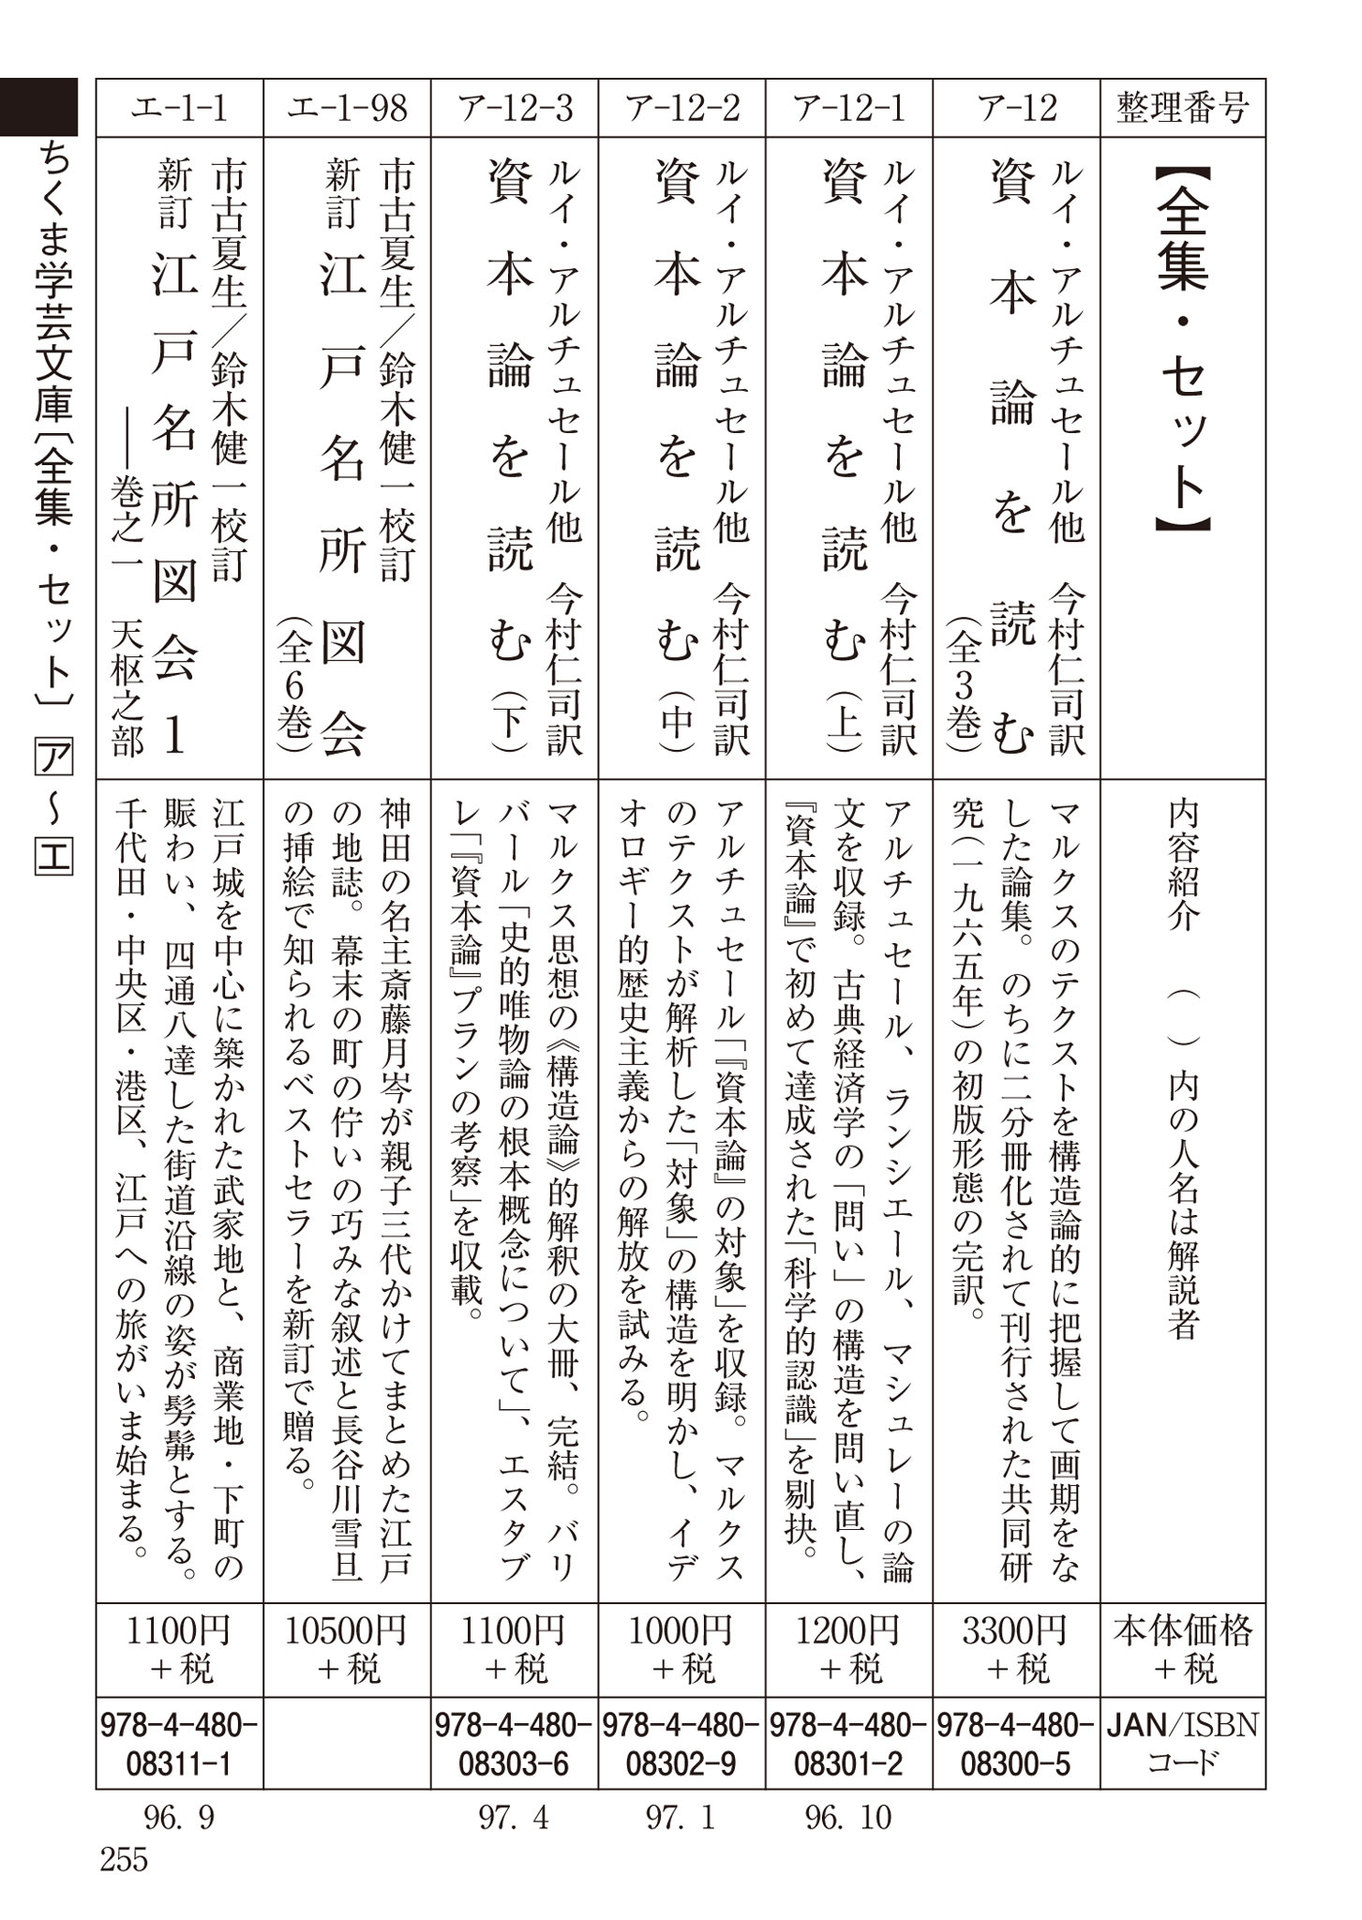 整理番号
【全集・セット】
内容紹介　（　）内の人名は解説者
本体価格
+税
JAN/ISBN
コード
ア-12
ルイ・アルチュセール他　今村仁司訳
資本論を読む
（全3巻）
マルクスのテクストを構造論的に把握して画期をな
した論集。のちに二分冊化されて刊行された共同研
究（一九六五年）の初版形態の完訳。
3300円
+税
978-4-480-
08300-5
ア-12-1
ルイ・アルチュセール他　今村仁司訳
資本論を読む（上）
アルチュセール、ランシエール、マシュレーの論
文を収録。古典経済学の「問い」の構造を問い直し、
『資本論』で初めて達成された「科学的認識」を剔抉。
1200円
+税
978-4-480-
08301-2
96. 10
ア-12-2
ルイ・アルチュセール他　今村仁司訳
資本論を読む（中）
アルチュセール「『資本論』の対象」を収録。マルクス
のテクストが解析した「対象」の構造を明かし、イデ
オロギー的歴史主義からの解放を試みる。
1000円
+税
978-4-480-
08302-9
97. 1
ア-12-3
ルイ・アルチュセール他　今村仁司訳
資本論を読む（下）
マルクス思想の《構造論》的解釈の大冊、完結。バリ
バール「史的唯物論の根本概念について」、エスタブ
レ「『資本論』プランの考察」を収載。
1100円
+税
978-4-480-
08303-6
97. 4
エ-1-98
市古夏生／鈴木健一校訂
新訂 江戸名所図会
（全6巻）
神田の名主斎藤月岑が親子三代かけてまとめた江戸
の地誌。幕末の町の佇いの巧みな叙述と長谷川雪旦
の挿絵で知られるベストセラーを新訂で贈る。
10500円
+税
エ-1-1
市古夏生／鈴木健一校訂
新訂 江戸名所図会 1
――巻之一　天枢之部
江戸城を中心に築かれた武家地と、商業地・下町の
賑わい、四通八達した街道沿線の姿が髣髴とする。
千代田・中央区・港区、江戸への旅がいま始まる。
1100円
+税
978-4-480-
08311-1
96. 9
ちくま学芸文庫〔全集・セット〕 ア～エ
255